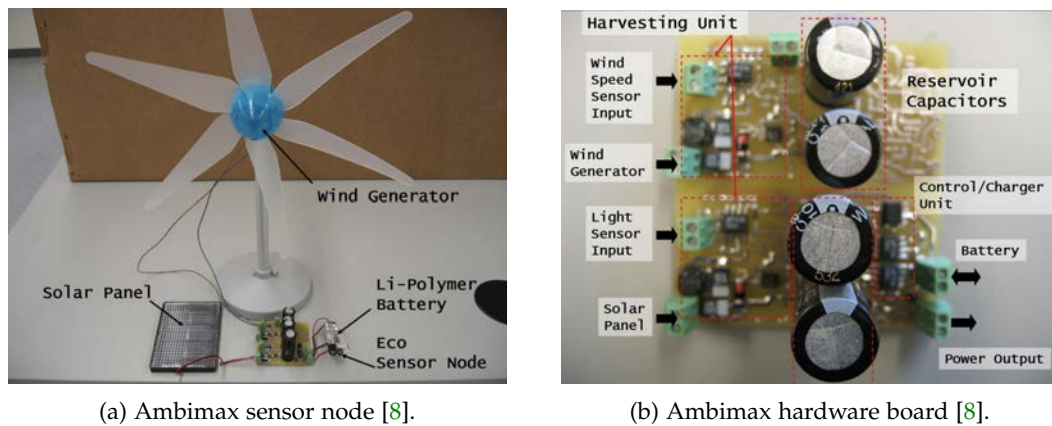 Wind Generator
Solar Panel
Li-Polymer
Battery
Eco
Sensor Node
(a) Ambimax sensor node [8].
Harvesting Unit
Wind
Speed
Sensor
Input
Reservoir
Capacitors
Wind
Generator
Control/Charger
Unit
Light
Sensor
Input
Battery
Solar
Panel
Power Output
421
532
(b) Ambimax hardware board [8].